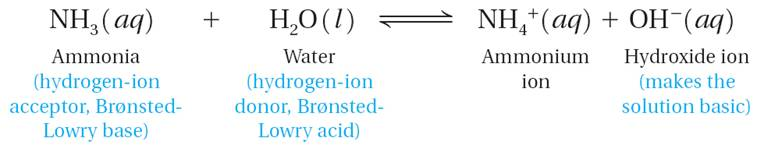 NH₃(aq) + H₂O(l) ⇌ NH₄⁺(aq) + OH⁻(aq)
Ammonia Water Ammonium Hydroxide ion
(hydrogen-ion (hydrogen-ion ion (makes the
acceptor, Brønsted- donor, Brønsted- solution basic)
Lowry base) Lowry acid)